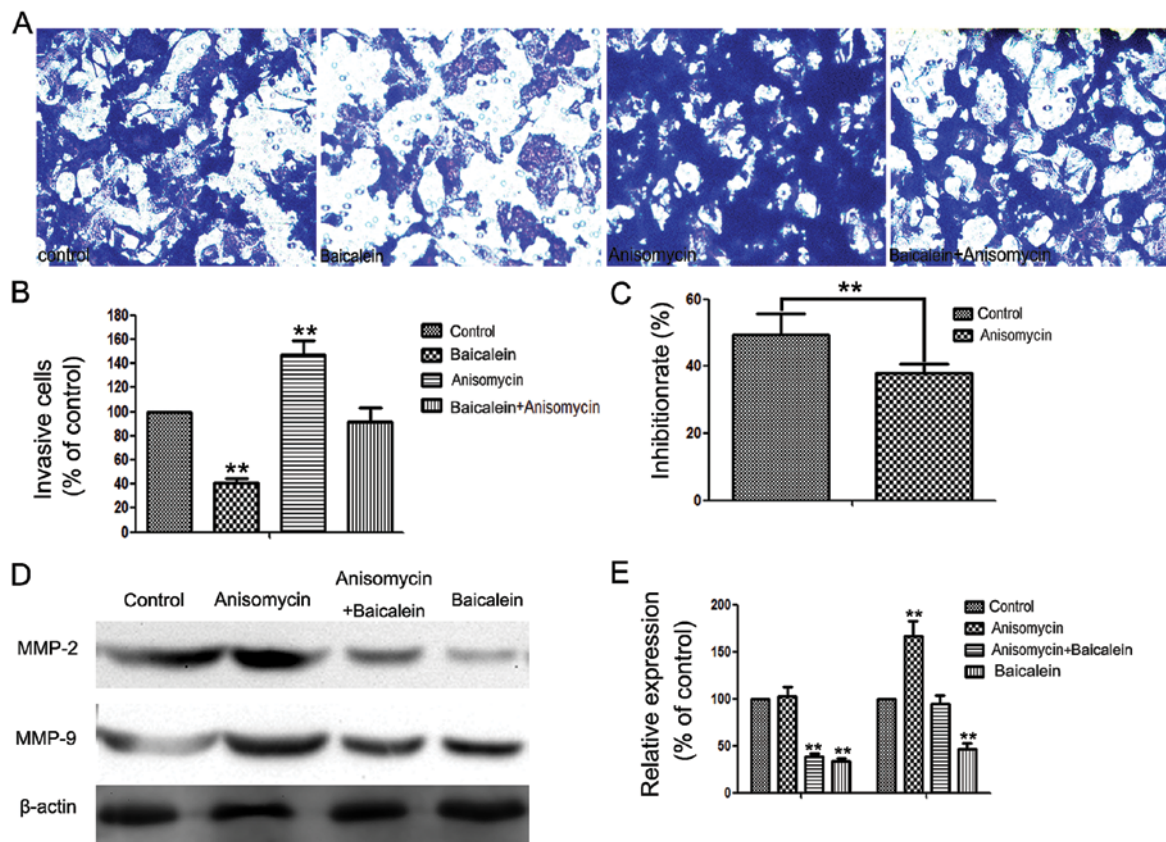 A
control
Baicalein
Anisomycin
Baicalein+Anisomycin
B
Invasive cells
(% of control)
180
160
140
120
100
80
60
40
20
0
**
**
Control
Baicalein
Anisomycin
Baicalein+Anisomycin
C
Inhibitionrate (%)
60
40
20
0
**
Control
Anisomycin
D
Control
Anisomycin
Anisomycin
+Baicalein
Baicalein
MMP-2
MMP-9
β-actin
E
Relative expression
(% of control)
200
150
100
50
0
**
**
**
**
Control
Anisomycin
Anisomycin+Baicalein
Baicalein